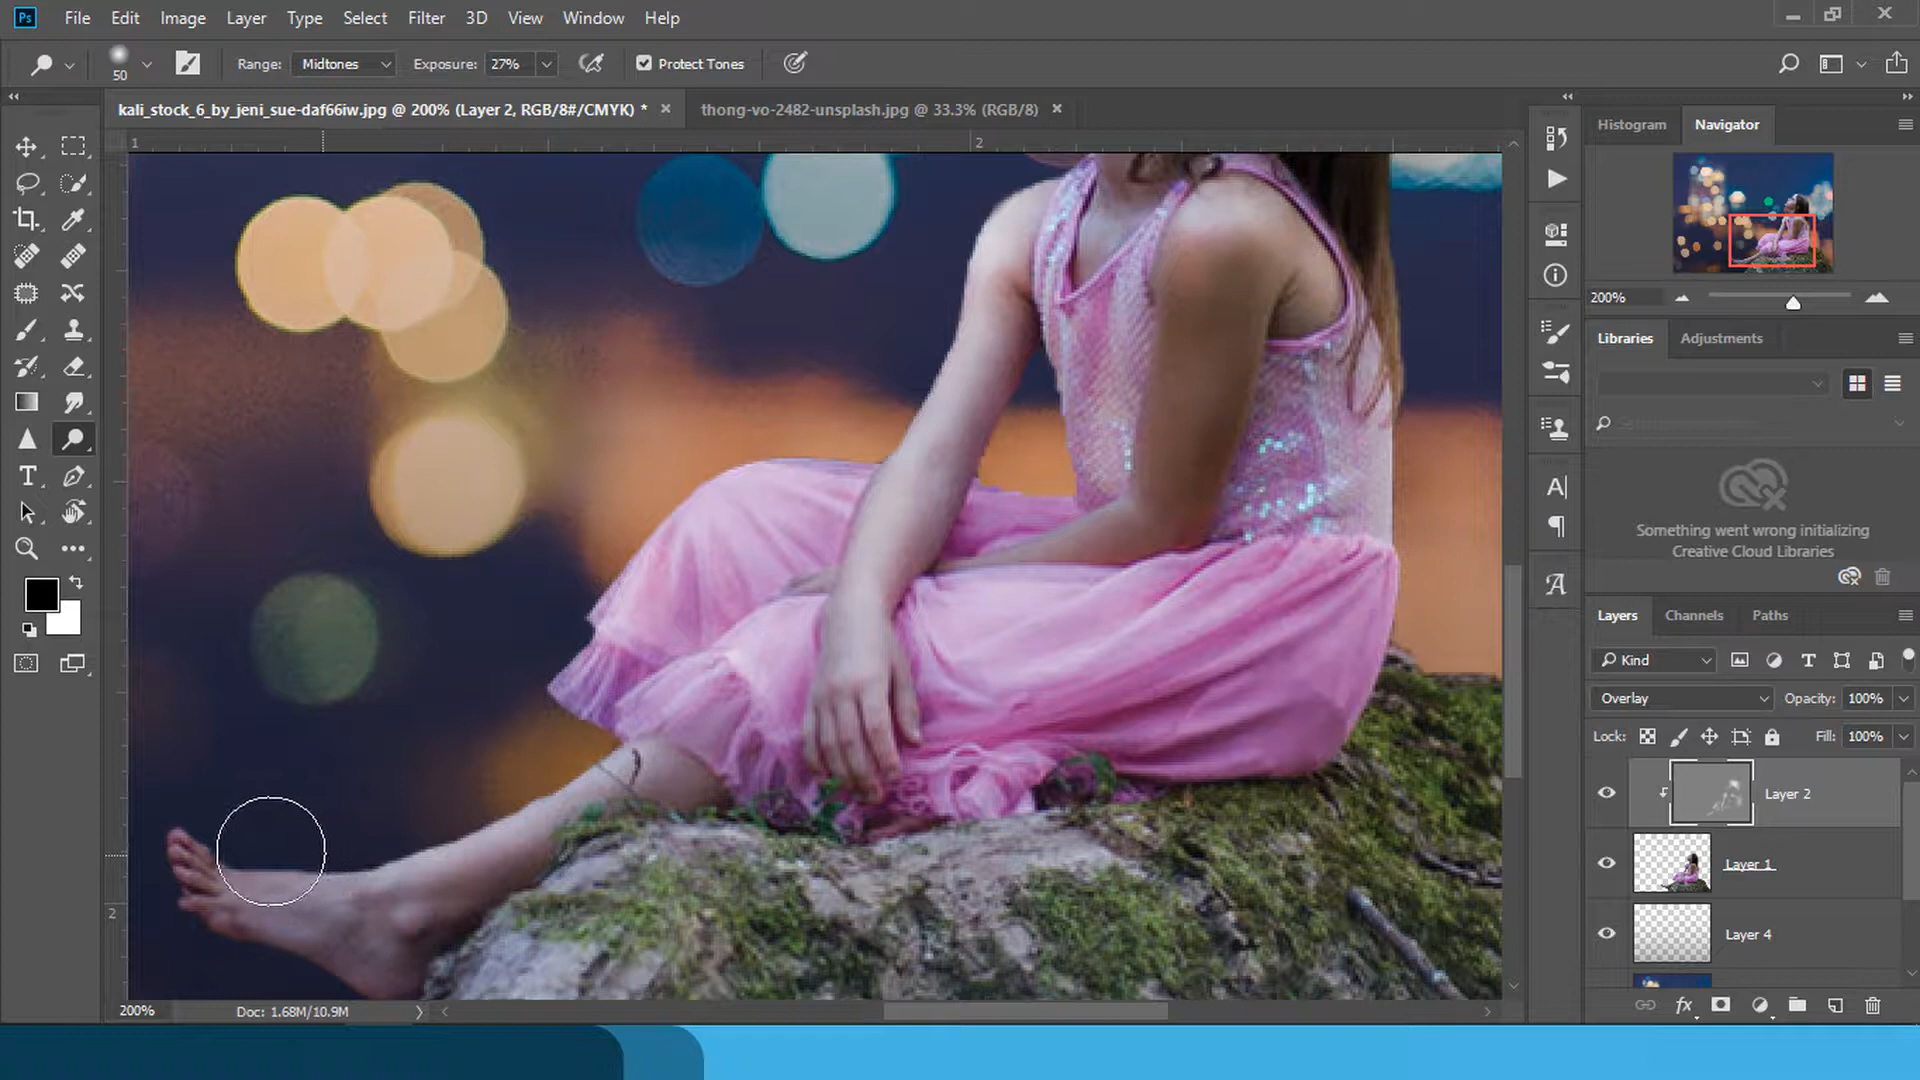 Ps File Edit Image Layer Type Select Filter 3D View Window Help
50 Range: Midtones Exposure: 27% Protect Tones
kali_stock_6_by_jeni_sue-daf66iw.jpg @ 200% (Layer 2, RGB/8#/CMYK) * thong-vo-2482-unsplash.jpg @ 33.3% (RGB/8)
Histogram Navigator
1 2
200%
Libraries Adjustments
Something went wrong initializing
Creative Cloud Libraries
Layers Channels Paths
Kind
Overlay Opacity: 100%
Lock: Fill: 100%
Layer 2
Layer 1
Layer 4
2
200% Doc: 1.68M/10.9M